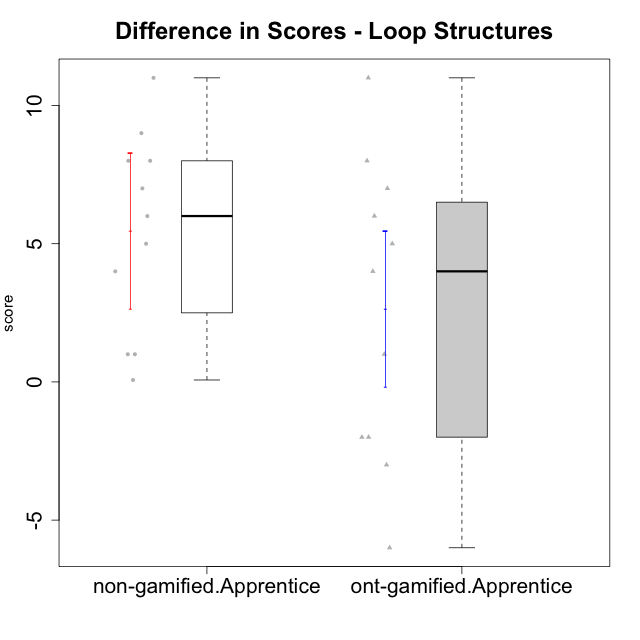 Difference in Scores - Loop Structures
score
10
5
0
-5
non-gamified.Apprentice
ont-gamified.Apprentice